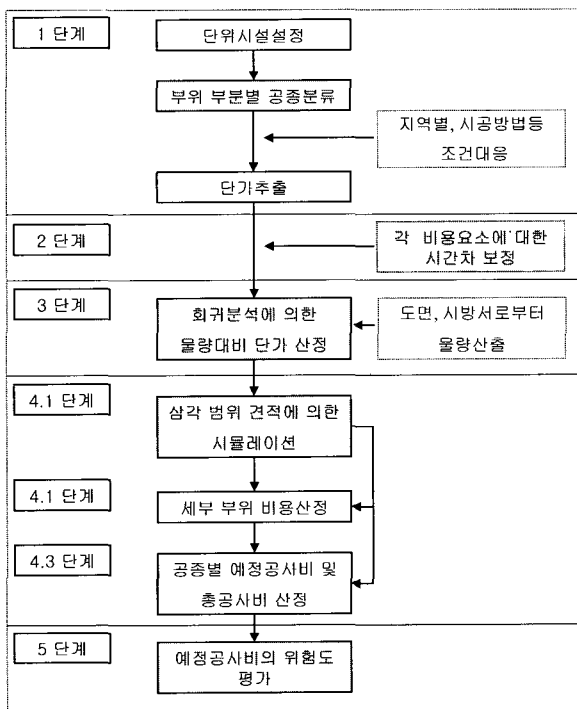 1 단계
단위시설설정
부위 부분별 공종분류
지역별, 시공방법등
조건대응
단가추출
2 단계
각 비용요소에 대한
시간차 보정
3 단계
회귀분석에 의한
물량대비 단가 산정
도면, 시방서로부터
물량산출
4.1 단계
삼각 범위 견적에 의한
시뮬레이션
4.1 단계
세부 부위 비용산정
4.3 단계
공종별 예정공사비 및
총공사비 산정
5 단계
예정공사비의 위험도
평가